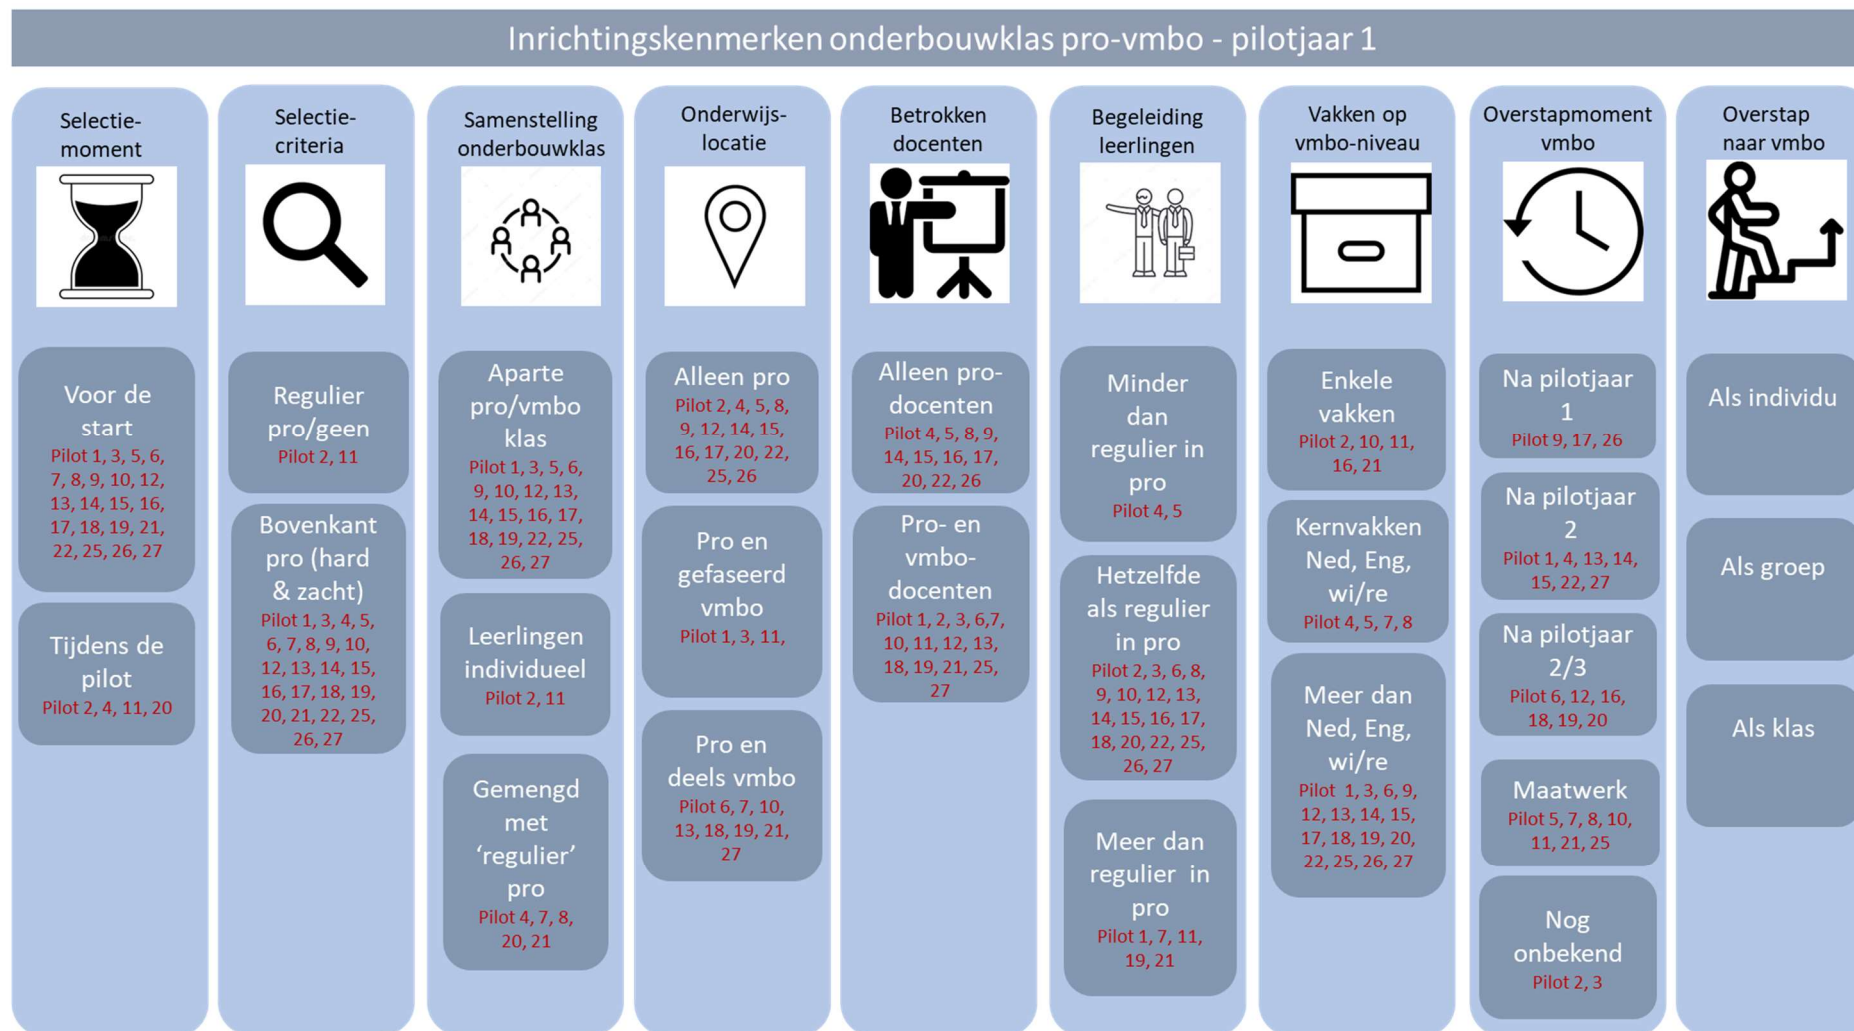 Inrichtingskenmerken onderbouwklas pro-vmbo - pilotjaar 1
Selectie-
moment
Voor de
start
Pilot 1, 3, 5, 6,
7, 8, 9, 10, 12,
13, 14, 15, 16,
17, 18, 19, 21,
22, 25, 26, 27
Tijdens de
pilot
Pilot 2, 4, 11, 20
Selectie-
criteria
Regulier
pro/geen
Pilot 2, 11
Bovenkant
pro (hard
& zacht)
Pilot 1, 3, 4, 5,
6, 7, 8, 9, 10,
12, 13, 14, 15,
16, 17, 18, 19,
20, 21, 22, 25,
26, 27
Samenstelling
onderbouwklas
Aparte
pro/vmbo
klas
Pilot 1, 3, 5, 6,
9, 10, 12, 13,
14, 15, 16, 17,
18, 19, 22, 25,
26, 27
Leerlingen
individueel
Pilot 2, 11
Gemengd
met
‘regulier’
pro
Pilot 4, 7, 8,
20, 21
Onderwijs-
locatie
Alleen pro
Pilot 2, 4, 5, 8,
9, 12, 14, 15,
16, 17, 20, 22,
25, 26
Pro en
gefaseerd
vmbo
Pilot 1, 3, 11,
Pro en
deels vmbo
Pilot 6, 7, 10,
13, 18, 19, 21,
27
Betrokken
docenten
Alleen pro-
docenten
Pilot 4, 5, 8, 9,
14, 15, 16, 17,
20, 22, 26
Pro- en
vmbo-
docenten
Pilot 1, 2, 3, 6,7,
10, 11, 12, 13,
18, 19, 21, 25,
27
Begeleiding
leerlingen
Minder
dan
regulier in
pro
Pilot 4, 5
Hetzelfde
als regulier
in pro
Pilot 2, 3, 6, 8,
9, 10, 12, 13,
14, 15, 16, 17,
18, 20, 22, 25,
26, 27
Meer dan
regulier in
pro
Pilot 1, 7, 11,
19, 21
Vakken op
vmbo-niveau
Enkele
vakken
Pilot 2, 10, 11,
16, 21
Kernvakken
Ned, Eng,
wi/re
Pilot 4, 5, 7, 8
Meer dan
Ned, Eng,
wi/re
Pilot 1, 3, 6, 9,
12, 13, 14, 15,
17, 18, 19, 20,
22, 25, 26, 27
Overstapmoment
vmbo
Na pilotjaar
1
Pilot 9, 17, 26
Na pilotjaar
2
Pilot 1, 4, 13, 14,
15, 22, 27
Na pilotjaar
2/3
Pilot 6, 12, 16,
18, 19, 20
Maatwerk
Pilot 5, 7, 8, 10,
11, 21, 25
Nog
onbekend
Pilot 2, 3
Overstap
naar vmbo
Als individu
Als groep
Als klas